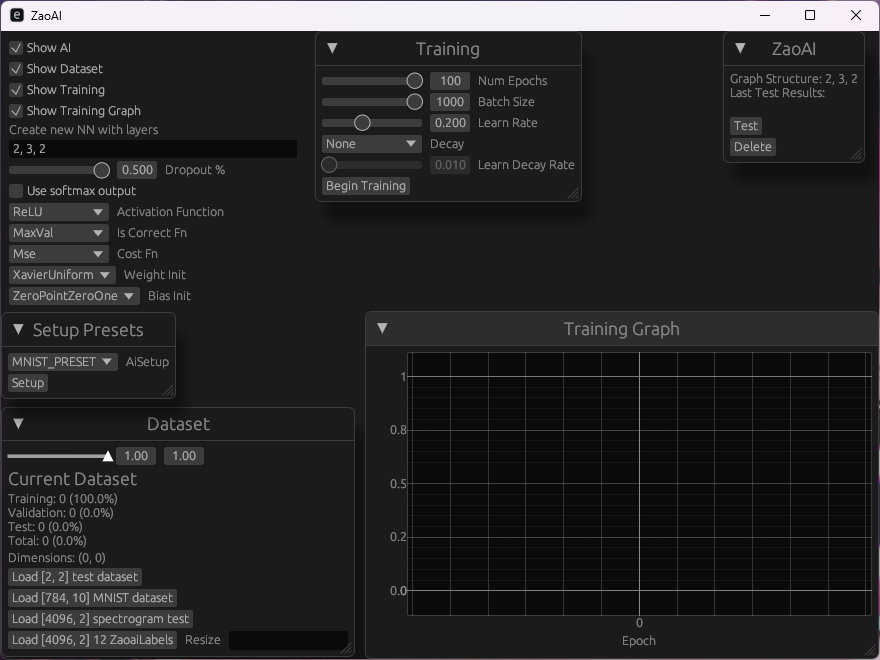 ZaoAI
Show AI
Show Dataset
Show Training
Show Training Graph
Create new NN with layers
2, 3, 2
0.500 Dropout %
Use softmax output
ReLU Activation Function
MaxVal Is Correct Fn
Mse Cost Fn
XavierUniform Weight Init
ZeroPointZeroOne Bias Init
Training
100 Num Epochs
1000 Batch Size
0.200 Learn Rate
None Decay
0.010 Learn Decay Rate
Begin Training
ZaoAI
Graph Structure: 2, 3, 2
Last Test Results:
Test
Delete
Setup Presets
MNIST_PRESET AiSetup
Setup
Dataset
1.00 1.00
Current Dataset
Training: 0 (100.0%)
Validation: 0 (0.0%)
Test: 0 (0.0%)
Total: 0 (0.0%)
Dimensions: (0, 0)
Load [2, 2] test dataset
Load [784, 10] MNIST dataset
Load [4096, 2] spectrogram test
Load [4096, 2] 12 ZaoaiLabels Resize
Training Graph
1
0.8
0.5
0.2
0.0
0
Epoch